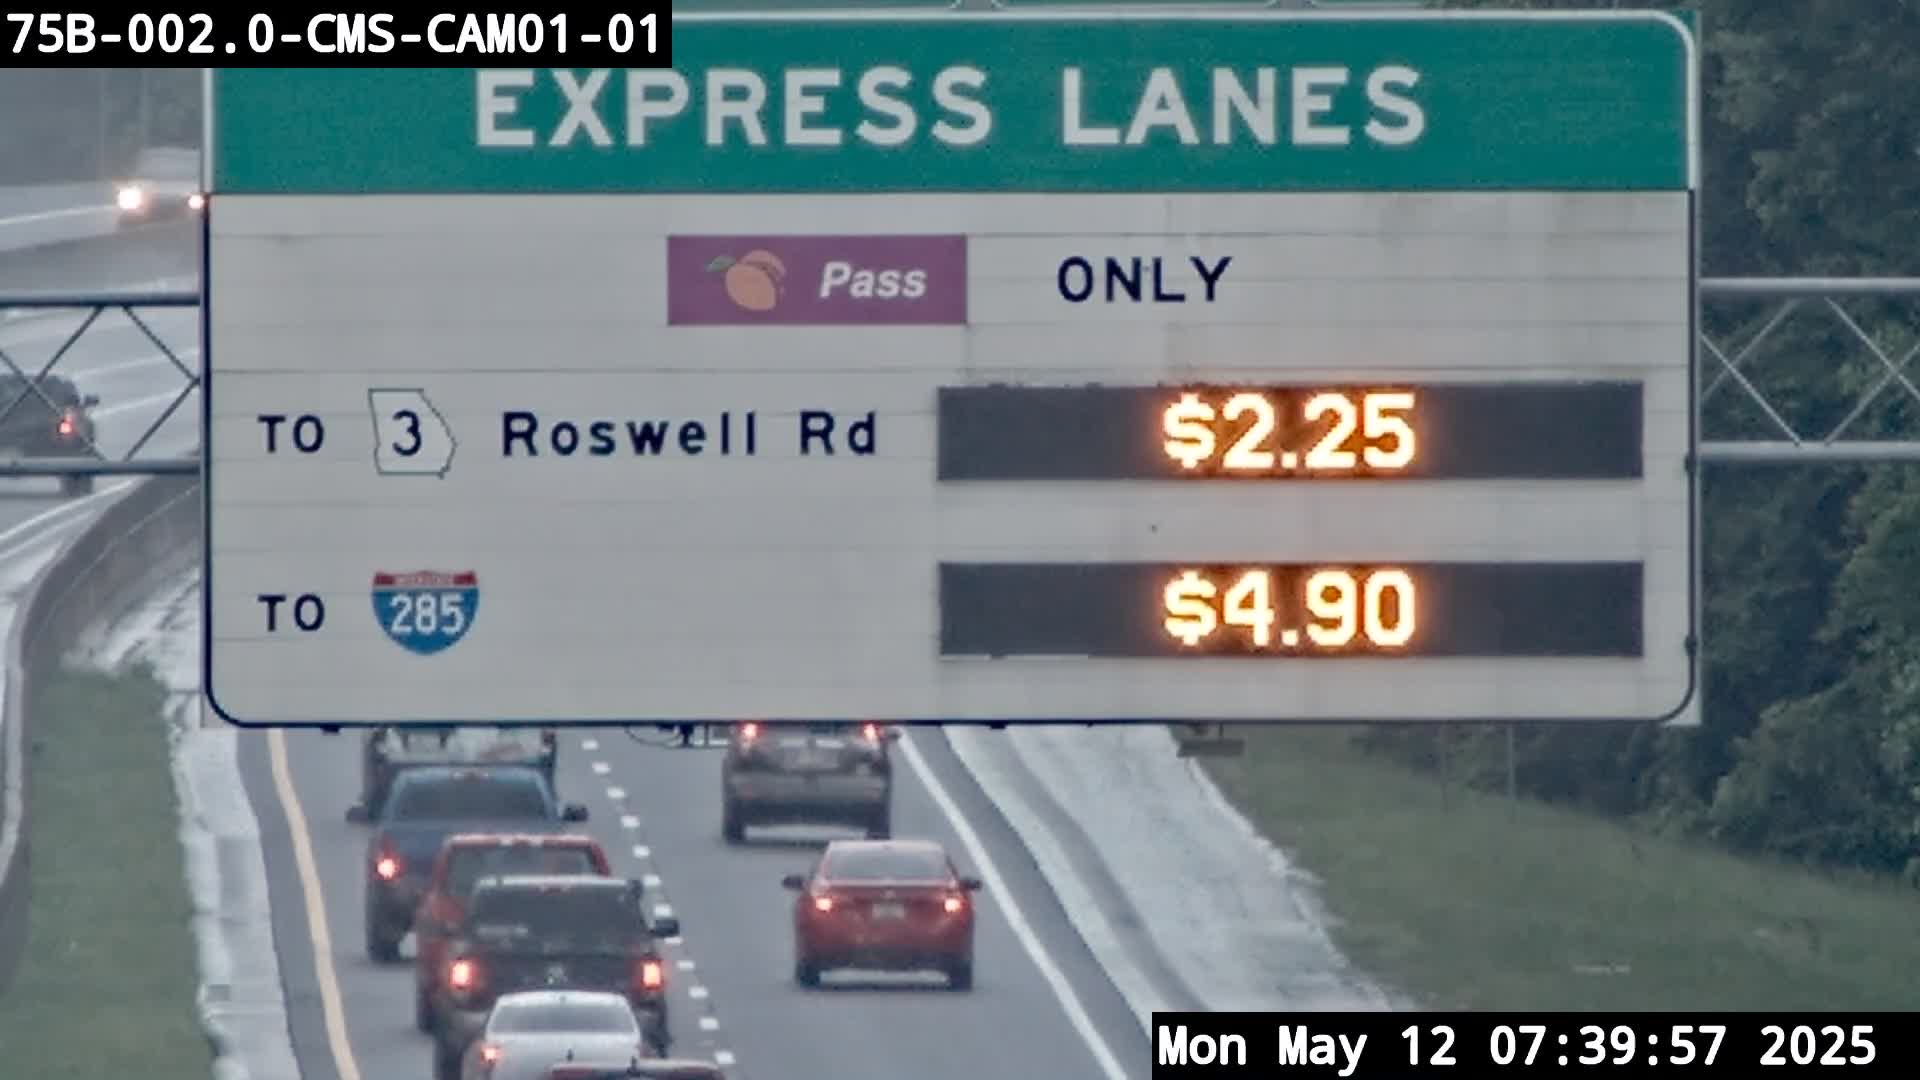 75B-002.0-CMS-CAM01-01
EXPRESS LANES
Pass ONLY
TO 3 Roswell Rd $2.25
TO 285 $4.90
Mon May 12 07:39:57 2025